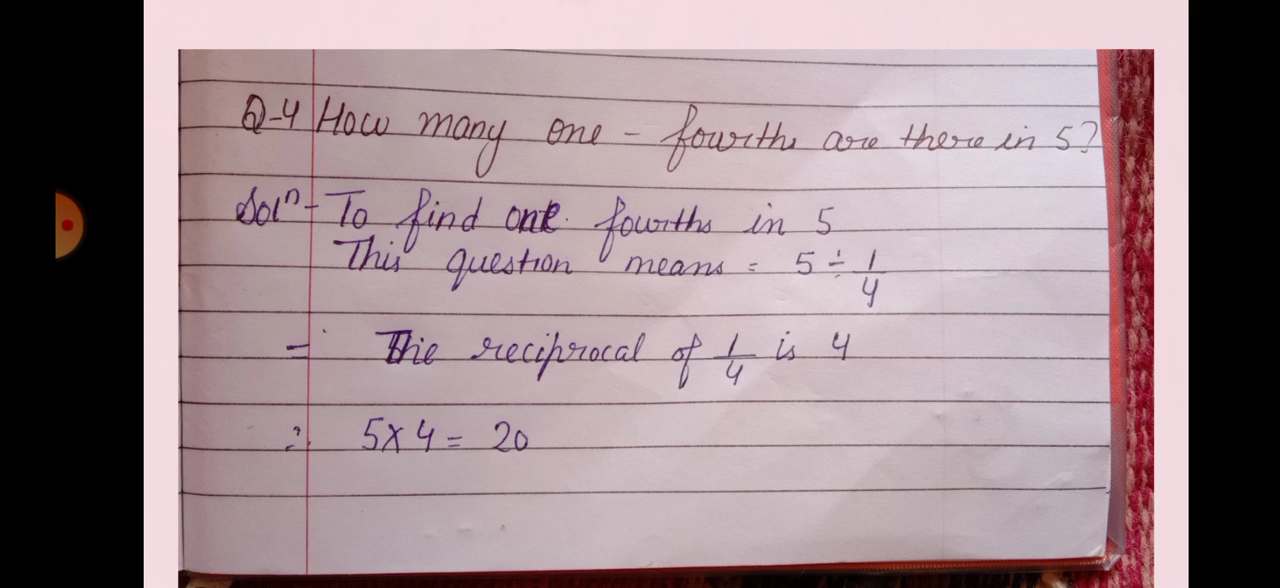 Q-4 How many one - fourths are there in 5?
Solⁿ - To find one fourths in 5
This question means = 5 ÷ 1/4
= The reciprocal of 1/4 is 4
∴ 5 x 4 = 20